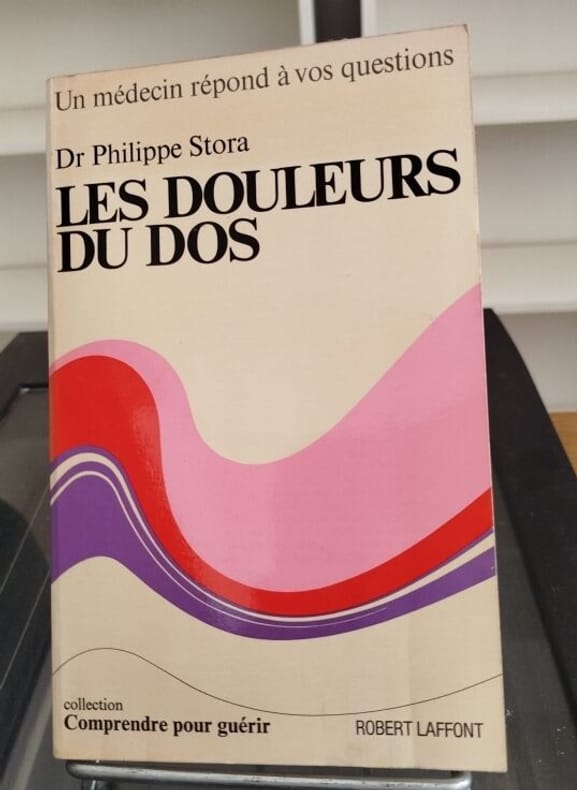 Un médecin répond à vos questions
Dr Philippe Stora
LES DOULEURS
DU DOS
collection
Comprendre pour guérir
ROBERT LAFFONT